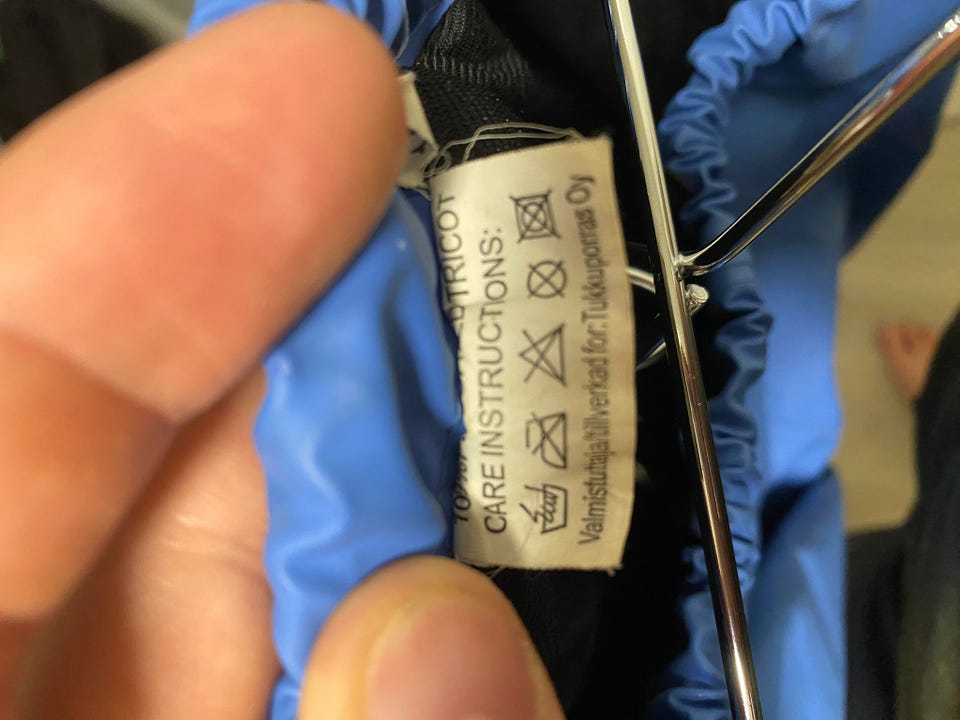 TRICOT
CARE INSTRUCTIONS:
Valmistuttaja/tillverkad for:Tukkuporras Oy